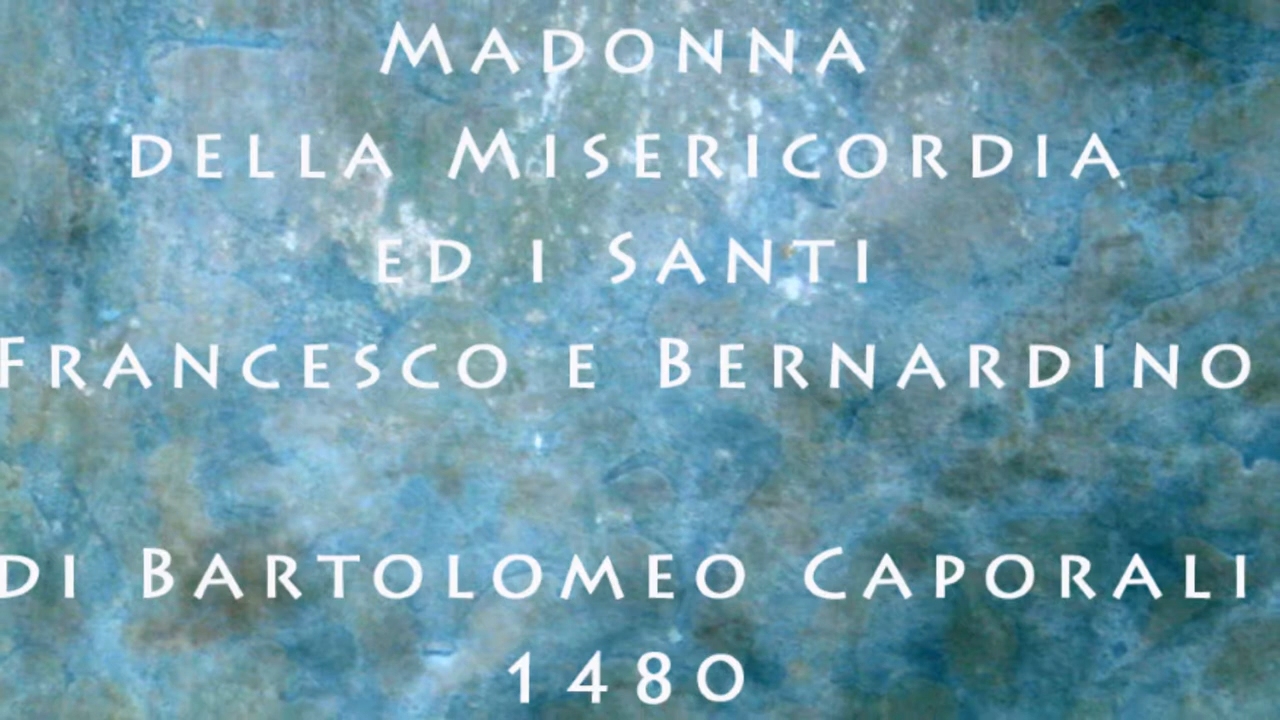 Madonna
della Misericordia
ed i Santi
Francesco e Bernardino
di Bartolomeo Caporali
1480